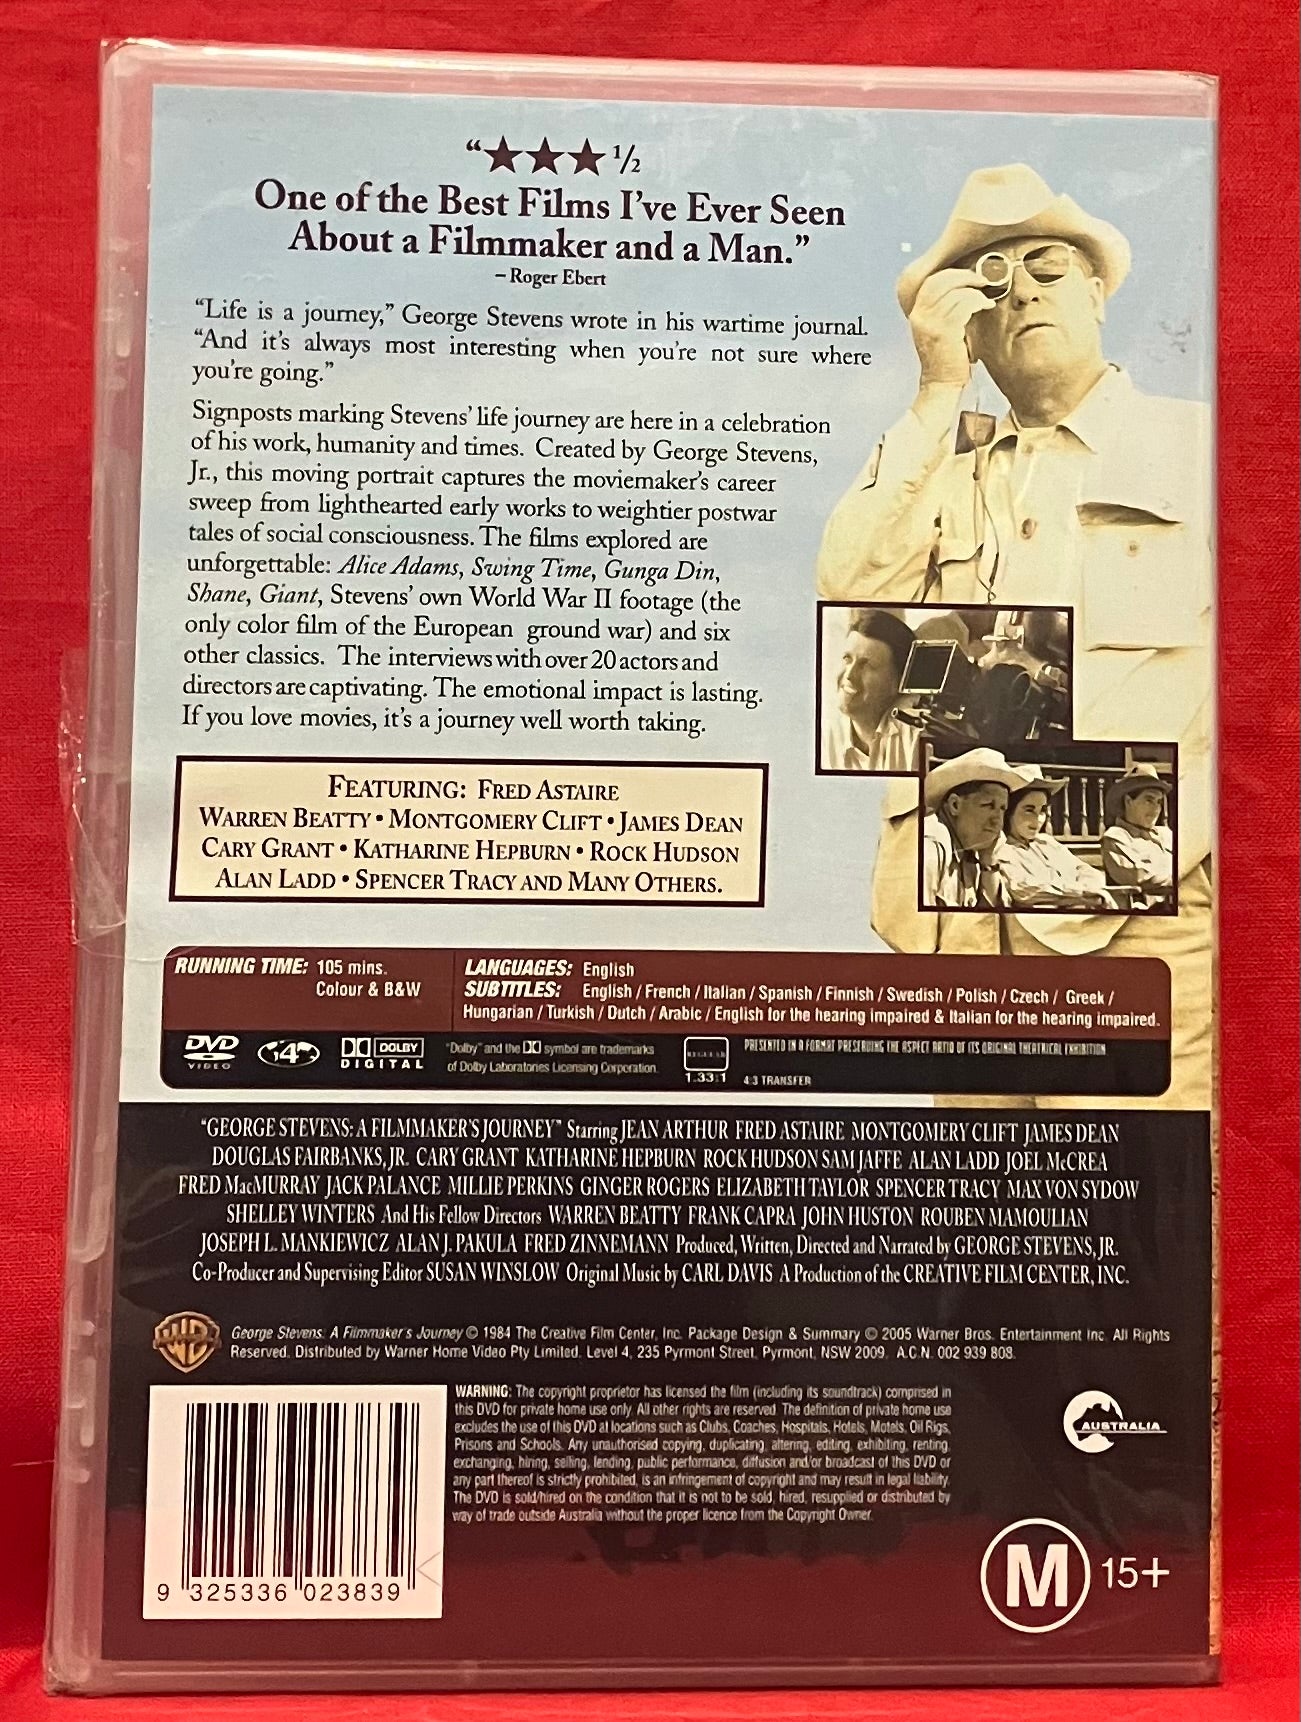 “★★★ ½
One of the Best Films I’ve Ever Seen
About a Filmmaker and a Man.”
– Roger Ebert
“Life is a journey,” George Stevens wrote in his wartime journal.
“And it’s always most interesting when you’re not sure where
you’re going.”
Signposts marking Stevens’ life journey are here in a celebration
of his work, humanity and times. Created by George Stevens,
Jr., this moving portrait captures the moviemaker’s career
sweep from lighthearted early works to weightier postwar
tales of social consciousness. The films explored are
unforgettable: Alice Adams, Swing Time, Gunga Din,
Shane, Giant, Stevens’ own World War II footage (the
only color film of the European ground war) and six
other classics. The interviews with over 20 actors and
directors are captivating. The emotional impact is lasting.
If you love movies, it’s a journey well worth taking.
FEATURING: FRED ASTAIRE
WARREN BEATTY • MONTGOMERY CLIFT • JAMES DEAN
CARY GRANT • KATHARINE HEPBURN • ROCK HUDSON
ALAN LADD • SPENCER TRACY AND MANY OTHERS.
RUNNING TIME: 105 mins.
Colour & B&W
LANGUAGES: English
SUBTITLES: English / French / Italian / Spanish / Finnish / Swedish / Polish / Czech / Greek /
Hungarian / Turkish / Dutch / Arabic / English for the hearing impaired & Italian for the hearing impaired.
DVD
VIDEO
4
DOLBY
DIGITAL
"Dolby" and the DD symbol are trademarks
of Dolby Laboratories Licensing Corporation.
REGULAR
1.33:1
PRESENTED IN A FORMAT PRESERVING THE ASPECT RATIO OF ITS ORIGINAL THEATRICAL EXHIBITION
4:3 TRANSFER
“GEORGE STEVENS: A FILMMAKER’S JOURNEY” Starring JEAN ARTHUR FRED ASTAIRE MONTGOMERY CLIFT JAMES DEAN
DOUGLAS FAIRBANKS, JR. CARY GRANT KATHARINE HEPBURN ROCK HUDSON SAM JAFFE ALAN LADD JOEL McCREA
FRED MacMURRAY JACK PALANCE MILLIE PERKINS GINGER ROGERS ELIZABETH TAYLOR SPENCER TRACY MAX VON SYDOW
SHELLEY WINTERS And His Fellow Directors WARREN BEATTY FRANK CAPRA JOHN HUSTON ROUBEN MAMOULIAN
JOSEPH L. MANKIEWICZ ALAN J. PAKULA FRED ZINNEMANN Produced, Written, Directed and Narrated by GEORGE STEVENS, JR.
Co-Producer and Supervising Editor SUSAN WINSLOW Original Music by CARL DAVIS A Production of the CREATIVE FILM CENTER, INC.
WB
George Stevens: A Filmmaker's Journey © 1984 The Creative Film Center, Inc. Package Design & Summary © 2005 Warner Bros. Entertainment Inc. All Rights
Reserved. Distributed by Warner Home Video Pty Limited. Level 4, 235 Pyrmont Street, Pyrmont, NSW 2009. A.C.N. 002 939 808.
WARNING: The copyright proprietor has licensed the film (including its soundtrack) comprised in
this DVD for private home use only. All other rights are reserved. The definition of private home use
excludes the use of this DVD at locations such as Clubs, Coaches, Hospitals, Hotels, Motels, Oil Rigs,
Prisons and Schools. Any unauthorised copying, duplicating, altering, editing, exhibiting, renting,
exchanging, hiring, selling, lending, public performance, diffusion and/or broadcast of this DVD or
any part thereof is strictly prohibited, is an infringement of copyright and may result in legal liability.
The DVD is sold/hired on the condition that it is not to be sold, hired, resupplied or distributed by
way of trade outside Australia without the proper licence from the Copyright Owner.
AUSTRALIA
9 325336 023839
M 15+